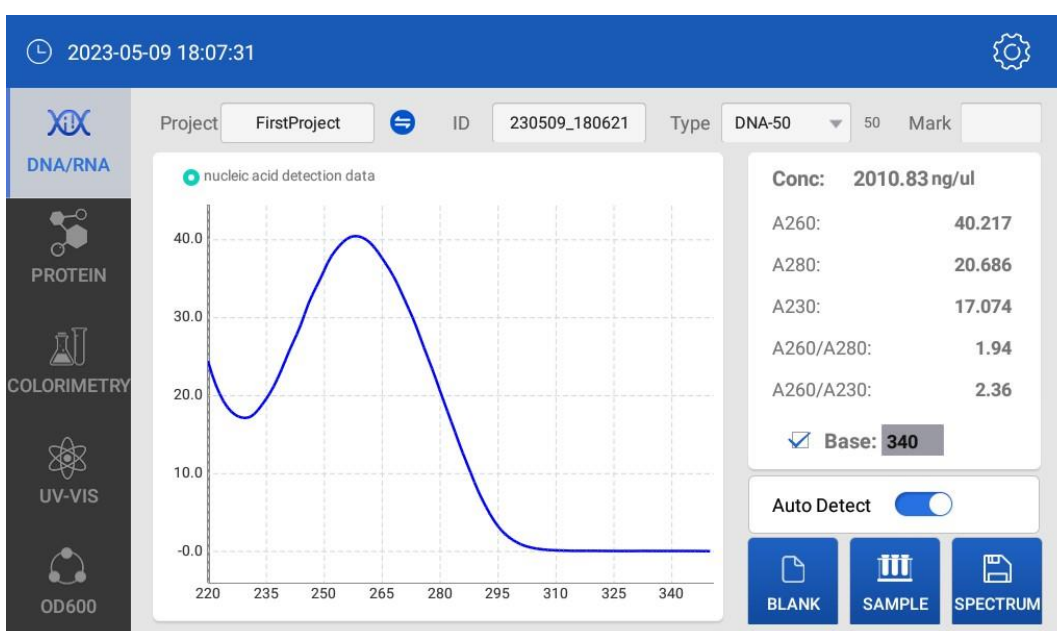 2023-05-09 18:07:31
DNA/RNA
PROTEIN
COLORIMETRY
UV-VIS
OD600
Project FirstProject ID 230509_180621 Type DNA-50 50 Mark
nucleic acid detection data
40.0
30.0
20.0
10.0
-0.0
220 235 250 265 280 295 310 325 340
Conc: 2010.83 ng/ul
A260: 40.217
A280: 20.686
A230: 17.074
A260/A280: 1.94
A260/A230: 2.36
Base: 340
Auto Detect
BLANK SAMPLE SPECTRUM